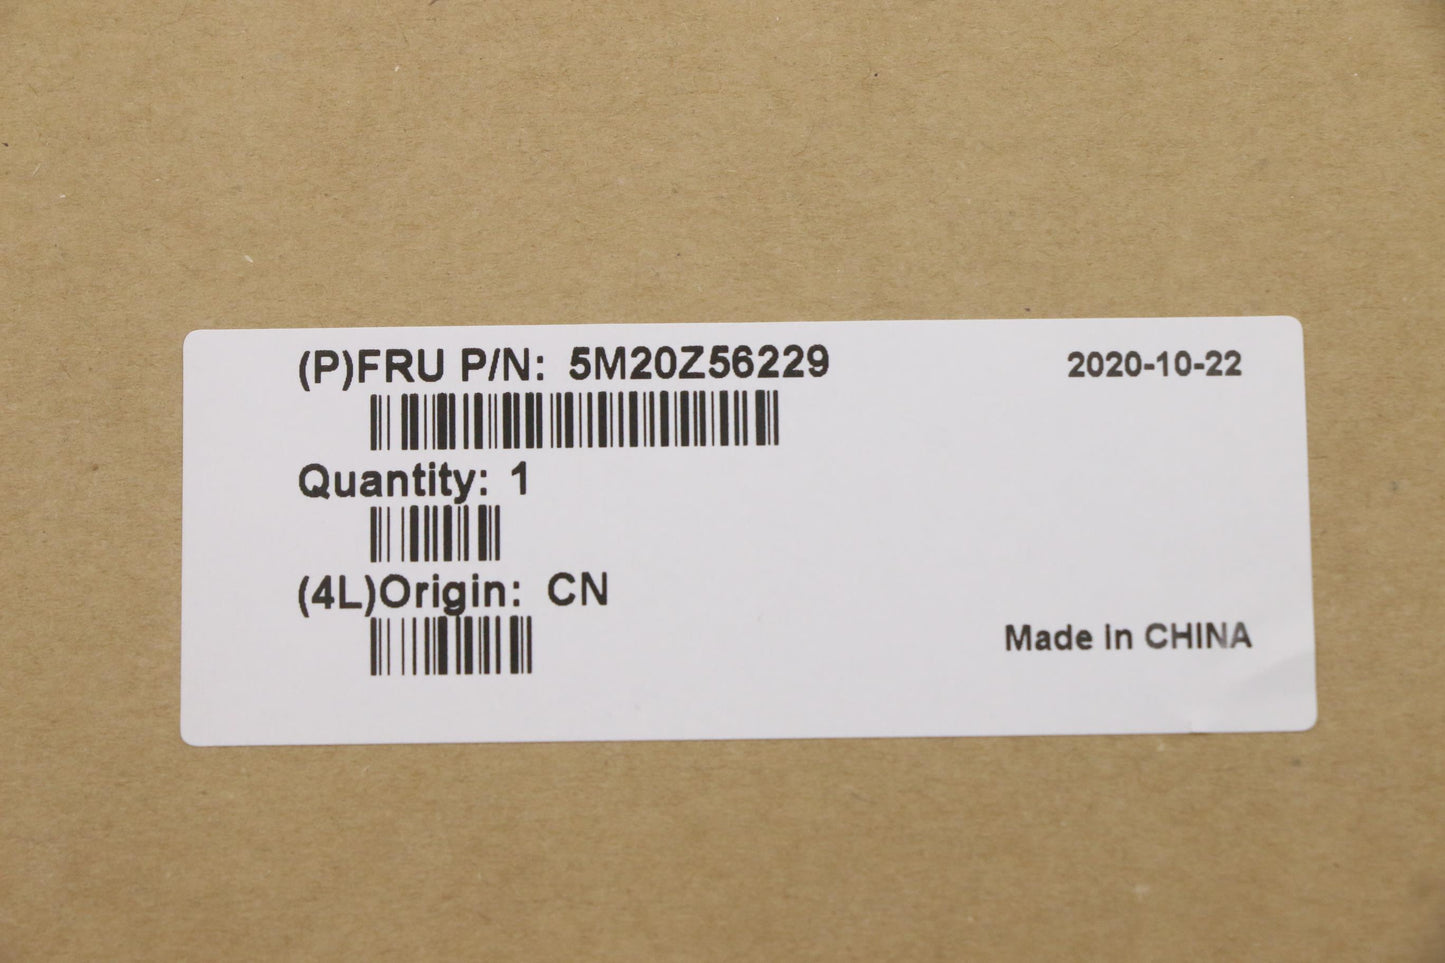 (P)FRU P/N: 5M20Z56229 2020-10-22
Quantity: 1
(4L)Origin: CN
Made in CHINA